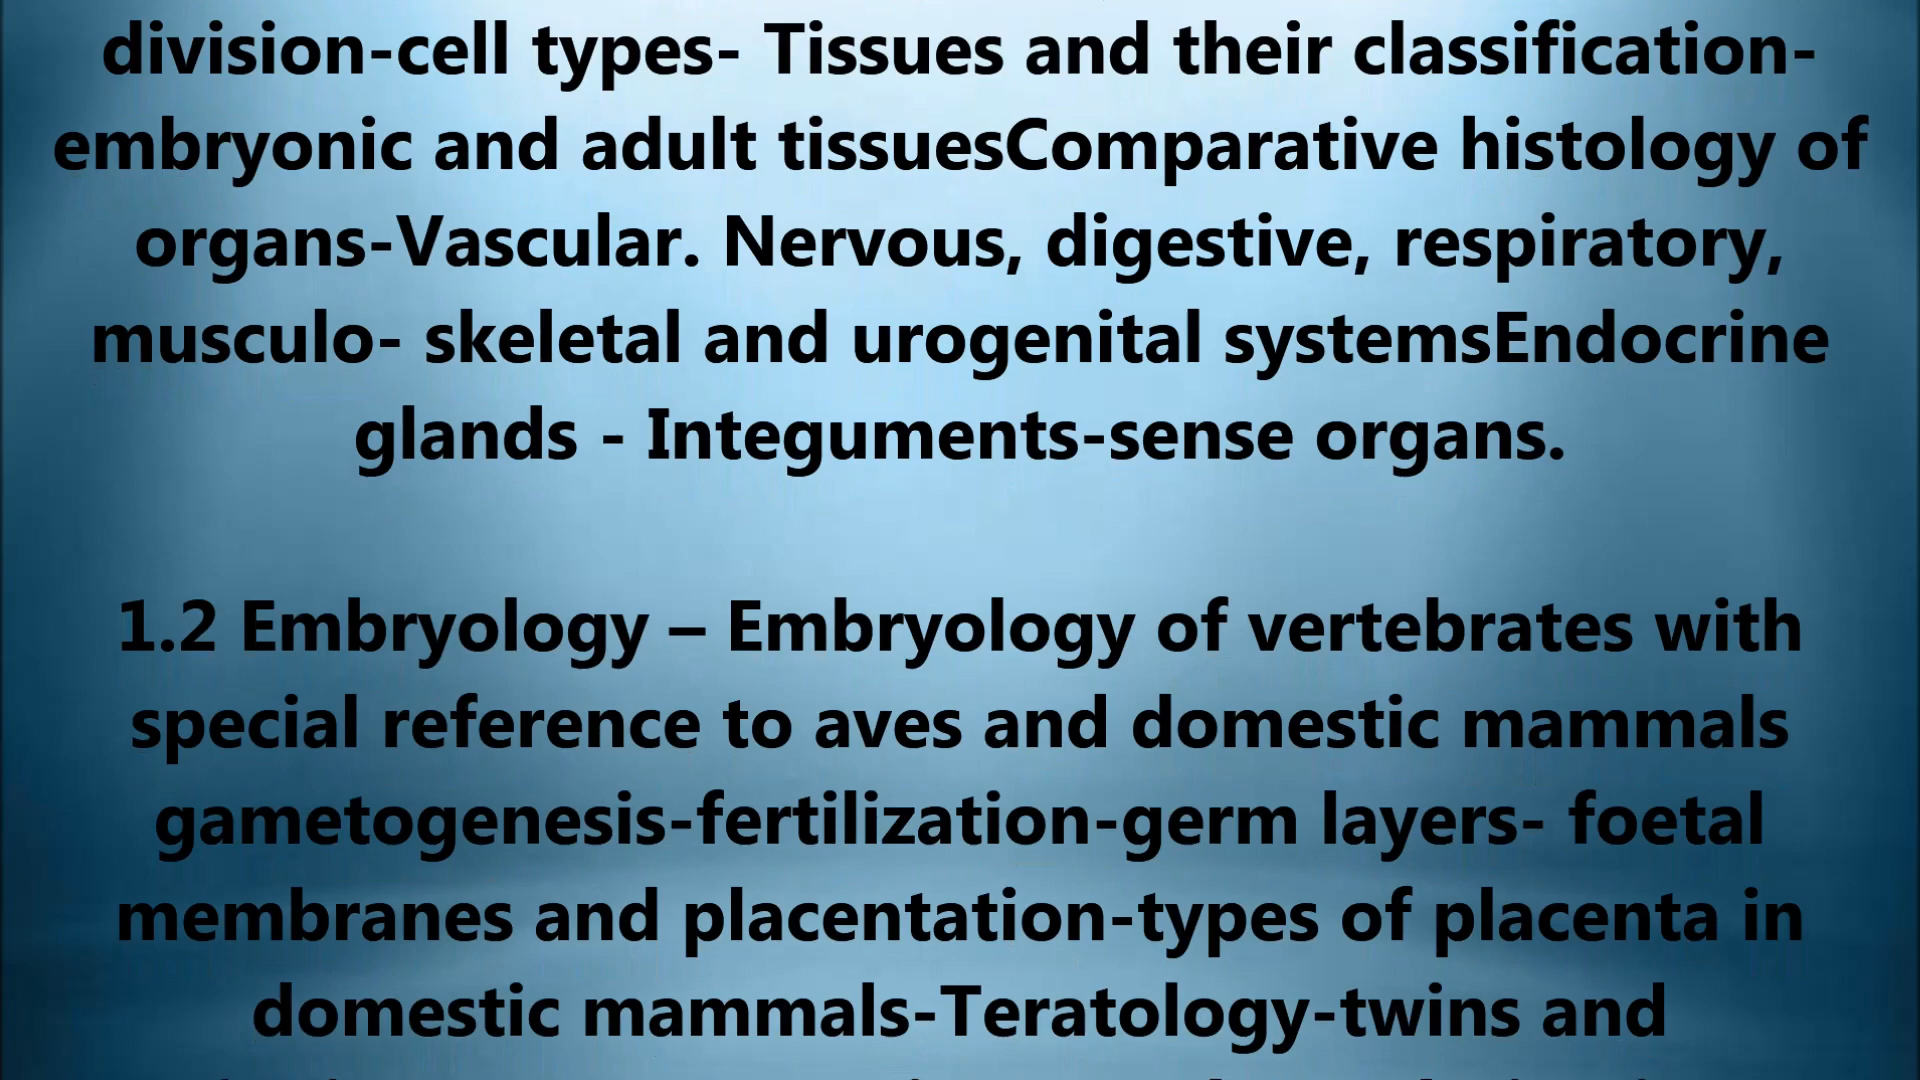 division-cell types- Tissues and their classification-
embryonic and adult tissuesComparative histology of
organs-Vascular. Nervous, digestive, respiratory,
musculo- skeletal and urogenital systemsEndocrine
glands - Integuments-sense organs.
1.2 Embryology – Embryology of vertebrates with
special reference to aves and domestic mammals
gametogenesis-fertilization-germ layers- foetal
membranes and placentation-types of placenta in
domestic mammals-Teratology-twins and